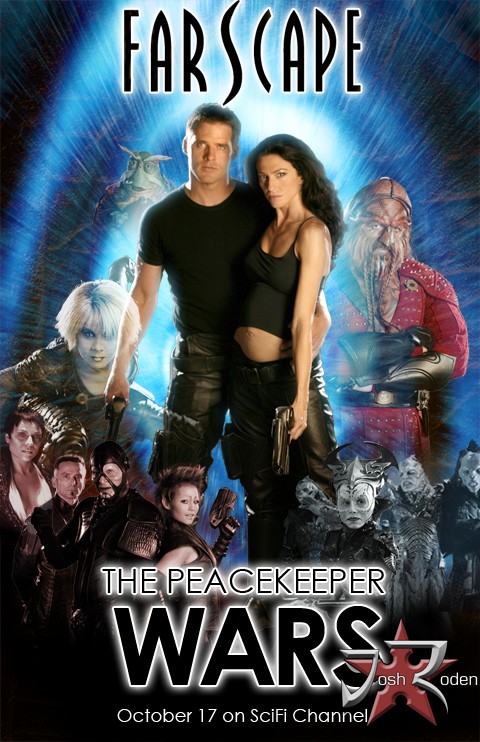 FARSCAPE
THE PEACEKEEPER
WARS
Josh Roden
October 17 on SciFi Channel